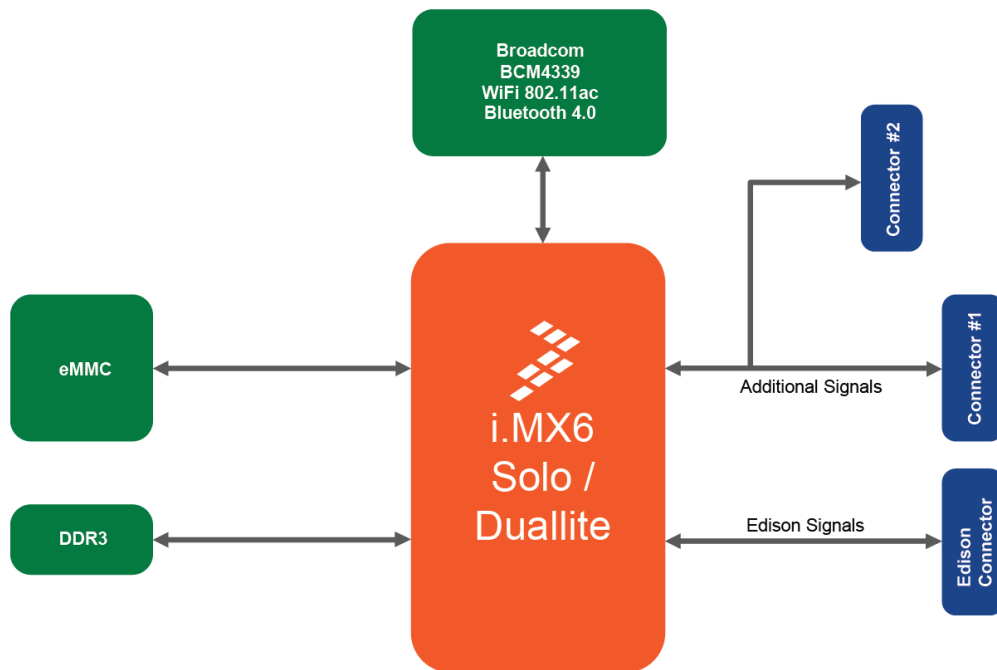 Broadcom
BCM4339
WiFi 802.11ac
Bluetooth 4.0
Connector #2
eMMC
i.MX6
Solo /
Duallite
Additional Signals
Connector #1
DDR3
Edison Signals
Edison
Connector